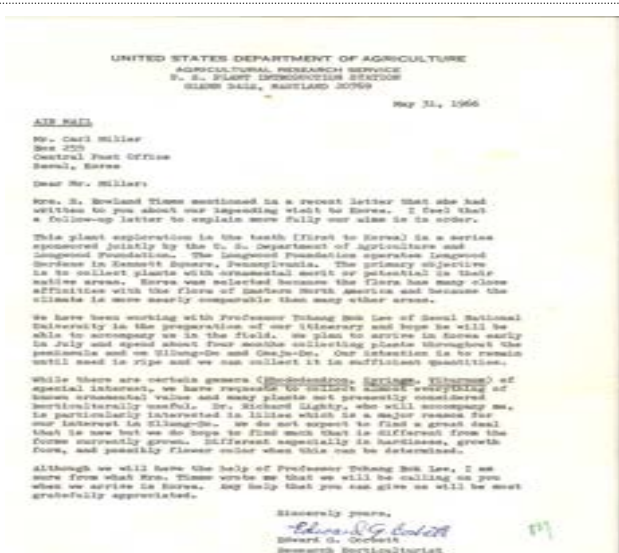 UNITED STATES DEPARTMENT OF AGRICULTURE
AGRICULTURAL RESEARCH SERVICE
U. S. PLANT INTRODUCTION STATION
GLENN DALE, MARYLAND 20769
May 31, 1966
AIR MAIL
Mr. Carl Miller
Box 255
Central Post Office
Seoul, Korea
Dear Mr. Miller:
Mrs. H. Rowland Timms mentioned in a recent letter that she had
written to you about our impending visit to Korea. I feel that
a follow-up letter to explain more fully our aims is in order.
This plant exploration is the tenth (first to Korea) in a series
sponsored jointly by the U. S. Department of Agriculture and
Longwood Foundation. The Longwood Foundation operates Longwood
Gardens in Kennett Square, Pennsylvania. The primary objective
is to collect plants with ornamental merit or potential in their
native areas. Korea was selected because the flora has many close
affinities with the flora of Eastern North America and because the
climate is more nearly comparable than many other areas.
We have been working with Professor Tchang Bok Lee of Seoul National
University in the preparation of our itinerary and hope he will be
able to accompany us in the field. We plan to arrive in Korea early
in July and spend about four months collecting plants throughout the
peninsula and on Ullung-Do and Cheju-Do. Our intention is to remain
until seed is ripe and we can collect it in sufficient quantities.
While there are certain genera (Rhododendron, Syringa, Viburnum) of
special interest, we have requests to collect almost everything of
known ornamental value and many plants not presently considered
horticulturally useful. Dr. Richard Lighty, who will accompany me,
is particularly interested in lilies which is a major reason for
our interest in Ullung-Do. We do not expect to find a great deal
that is new but we do hope to find much that is different from the
forms currently grown. Different especially in hardiness, growth
form, and possibly flower color when this can be determined.
Although we will have the help of Professor Tchang Bok Lee, I am
sure from what Mrs. Timms wrote me that we will be calling on you
when we arrive in Korea. Any help that you can give us will be most
gratefully appreciated.
Sincerely yours,
Edward G. Corbett
Edward G. Corbett
Research Horticulturist